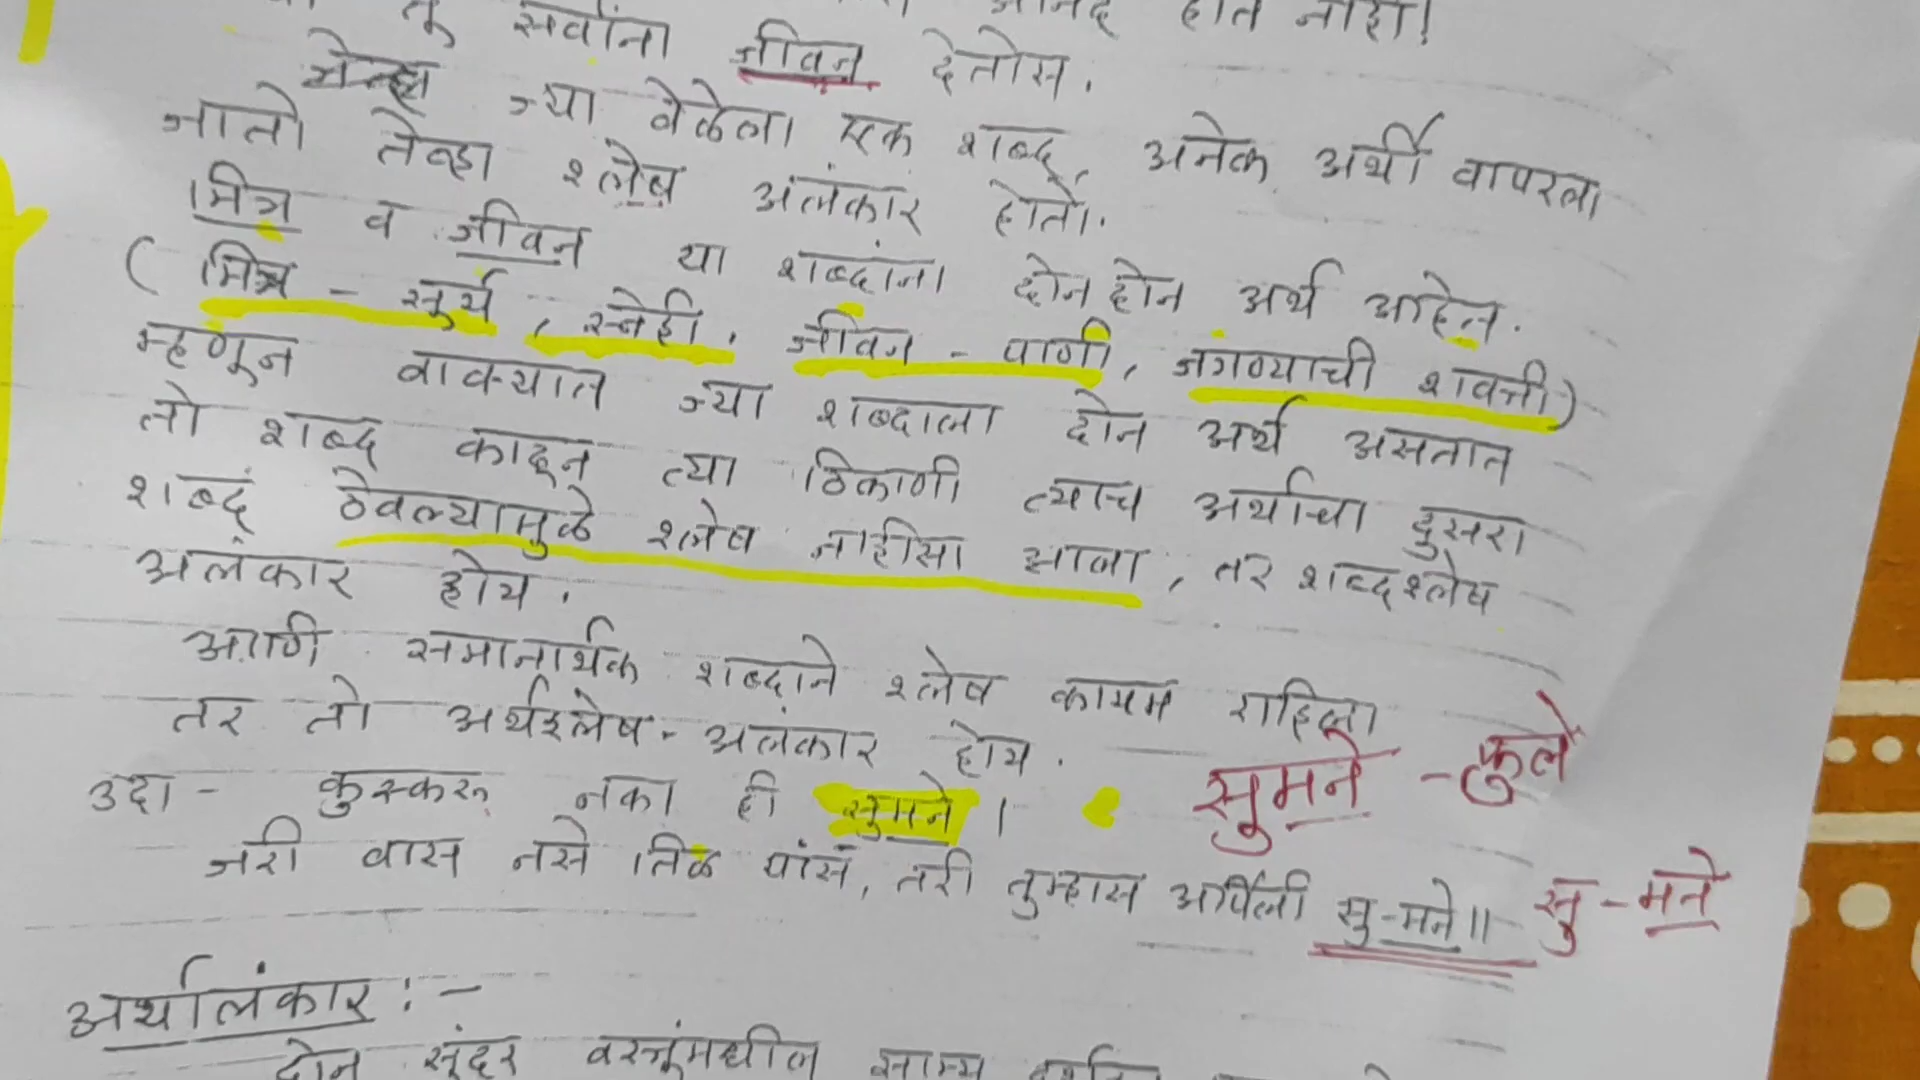 तू सर्वांना जीवन देतोस.
ज्या वेळेला एक शब्द अनेक अर्थी वापरला
जातो तेव्हा श्लेष अलंकार होतो.
मित्र व जीवन या शब्दांना दोन दोन अर्थ आहेत.
(मित्र - सूर्य, स्नेही. जीवन - पाणी, जगण्याची शक्ती)
म्हणून वाक्यात ज्या शब्दाला दोन अर्थ असतात
तो शब्द काढून त्या ठिकाणी त्याच अर्थाचा दुसरा
शब्द ठेवल्यामुळे श्लेष नाहीसा झाला, तर शब्दश्लेष
अलंकार होय.
आणि समानार्थक शब्दाने श्लेष कायम राहिला
तर तो अर्थश्लेष अलंकार होय.
सुमने - फुले
उदा - कुस्करू नका ही सुमने।
जरी वास नसे तिळ यांस, तरी तुम्हास अर्पिली सु-मने॥
सु - मने
अर्थालंकार :-
दोन सुंदर वस्तूंमधील साम्य